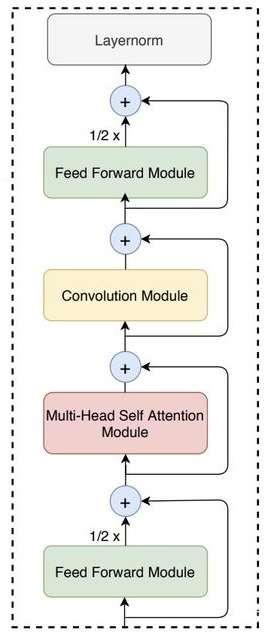 Layernorm
+
1/2 x
Feed Forward Module
+
Convolution Module
+
Multi-Head Self Attention
Module
+
1/2 x
Feed Forward Module